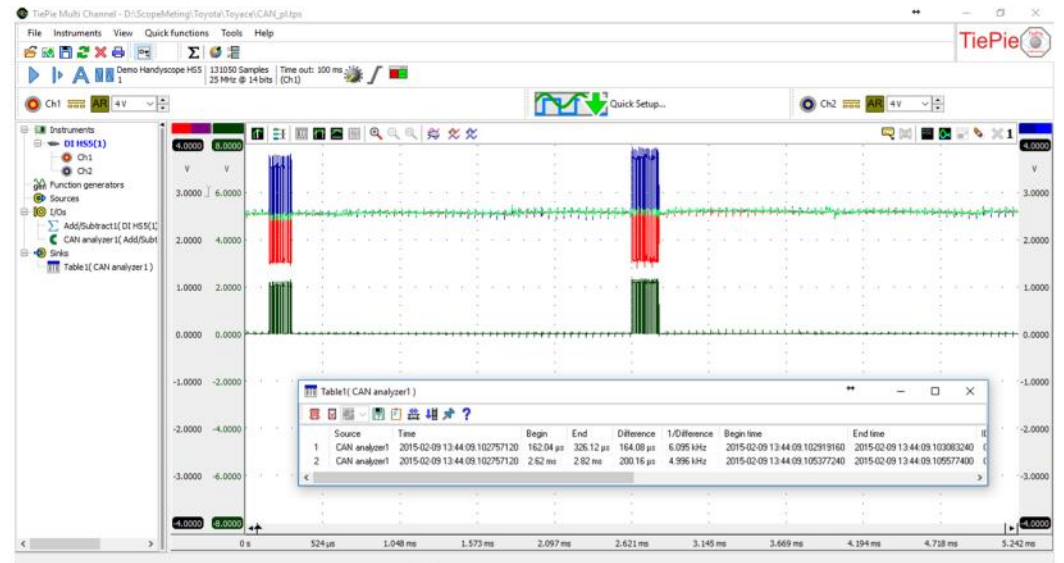 TiePie Multi Channel - D:\ScopeMeting\Toyota\Toyace\CAN_pl.tps
File Instruments View Quick functions Tools Help
TiePie
Demo Handyscope HS5
1
131050 Samples
25 MHz @ 14 bits
Time out: 100 ms
(Ch1)
Ch1 AR 4 V
Quick Setup...
Ch2 AR 4 V
Instruments
DI HS5(1)
Ch1
Ch2
Function generators
Sources
I/Os
Add/Subtract1( DI HS5(1)
CAN analyzer1( Add/Subt
Sinks
Table1( CAN analyzer1 )
1
4.0000 8.0000 4.0000
V V V
3.0000 6.0000 3.0000
2.0000 4.0000 2.0000
1.0000 2.0000 1.0000
0.0000 0.0000 0.0000
-1.0000 -2.0000 -1.0000
-2.0000 -4.0000 -2.0000
-3.0000 -6.0000 -3.0000
-4.0000 -8.0000 -4.0000
Table1( CAN analyzer1 )
Source Time Begin End Difference 1/Difference Begin time End time
1 CAN analyzer1 2015-02-09 13:44:09.102757120 162.04 µs 326.12 µs 164.08 µs 6.095 kHz 2015-02-09 13:44:09.102919160 2015-02-09 13:44:09.103083240
2 CAN analyzer1 2015-02-09 13:44:09.102757120 2.62 ms 2.82 ms 200.16 µs 4.996 kHz 2015-02-09 13:44:09.105377240 2015-02-09 13:44:09.105577400
0 s 524 µs 1.048 ms 1.573 ms 2.097 ms 2.621 ms 3.145 ms 3.669 ms 4.194 ms 4.718 ms 5.242 ms